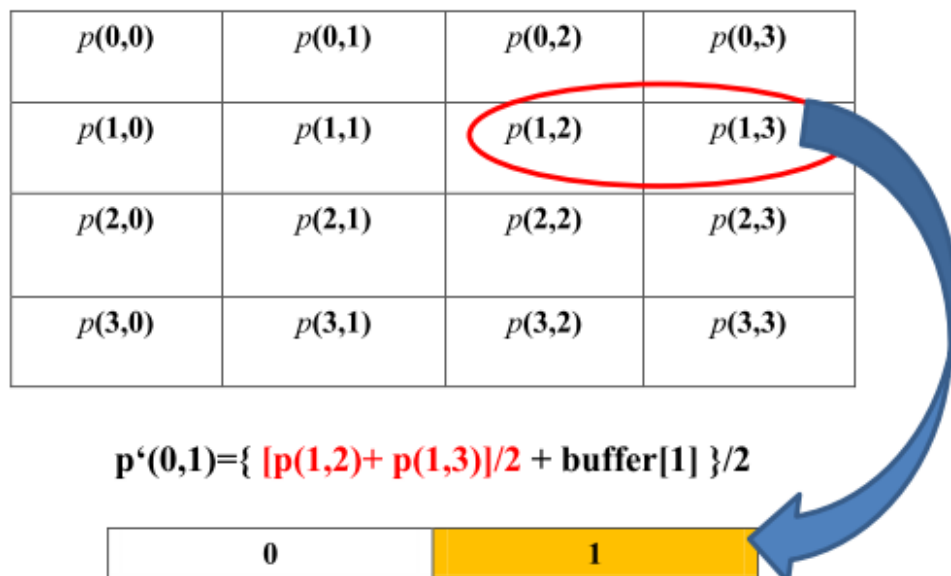 p(0,0) p(0,1) p(0,2) p(0,3)
p(1,0) p(1,1) p(1,2) p(1,3)
p(2,0) p(2,1) p(2,2) p(2,3)
p(3,0) p(3,1) p(3,2) p(3,3)
p‘(0,1)={ [p(1,2)+ p(1,3)]/2 + buffer[1] }/2
0 1